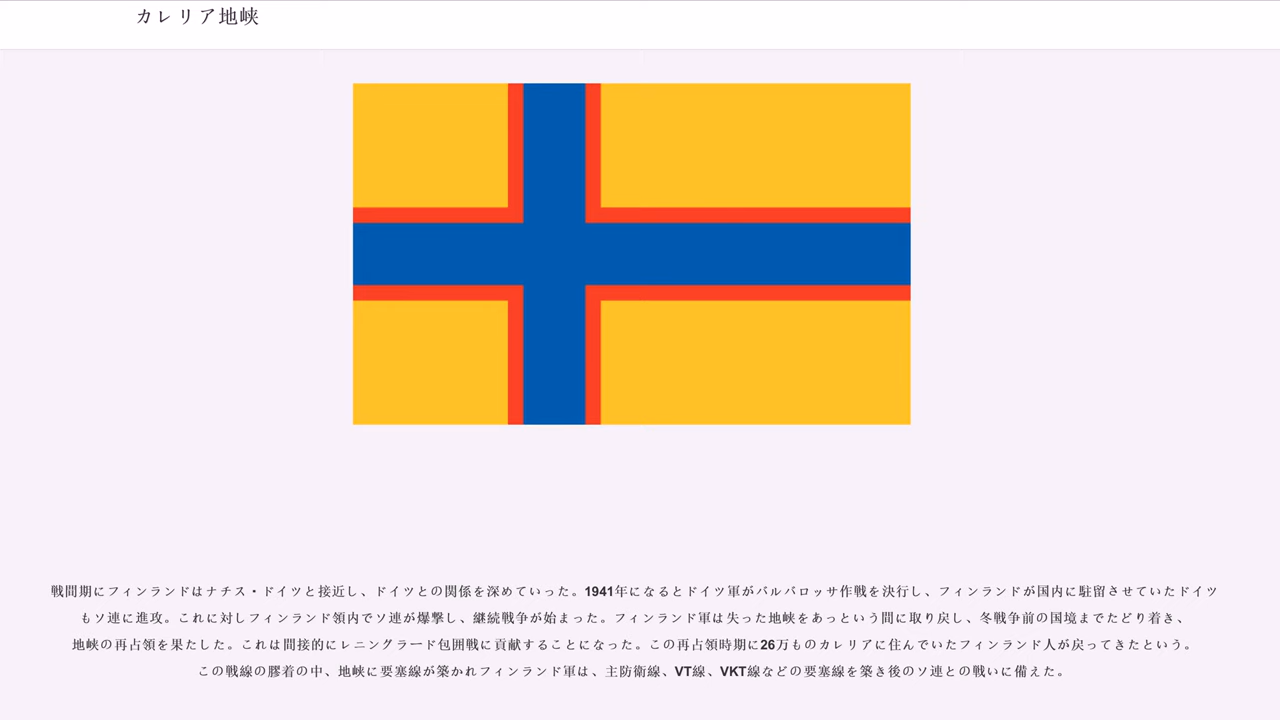 カレリア地峡
戦間期にフィンランドはナチス・ドイツと接近し、ドイツとの関係を深めていった。1941年になるとドイツ軍がバルバロッサ作戦を決行し、フィンランドが国内に駐留させていたドイツ
もソ連に進攻。これに対しフィンランド領内でソ連が爆撃し、継続戦争が始まった。フィンランド軍は失った地峡をあっという間に取り戻し、冬戦争前の国境までたどり着き、
地峡の再占領を果たした。これは間接的にレニングラード包囲戦に貢献することになった。この再占領時期に26万ものカレリアに住んでいたフィンランド人が戻ってきたという。
この戦線の膠着の中、地峡に要塞線が築かれフィンランド軍は、主防衛線、VT線、VKT線などの要塞線を築き後のソ連との戦いに備えた。